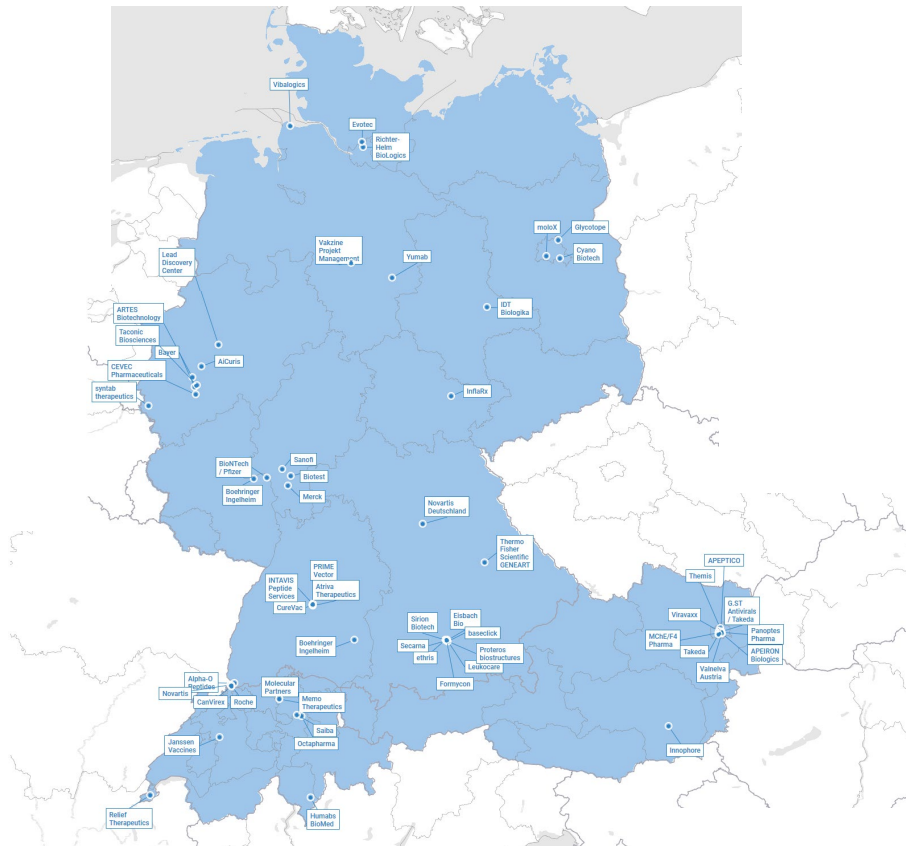 Vibalogics
Evotec
Richter-
Helm
BioLogics
moloX
Glycotope
Cyano
Biotech
Vakzine
Projekt
Management
Yumab
Lead
Discovery
Center
IDT
Biologika
ARTES
Biotechnology
Taconic
Biosciences
Bayer
AiCuris
CEVEC
Pharmaceuticals
syntab
therapeutics
InflaRx
BioNTech
/ Pfizer
Sanofi
Biotest
Boehringer
Ingelheim
Merck
Novartis
Deutschland
Thermo
Fisher
Scientific
GENEART
APEPTICO
Themis
PRIME
Vector
INTAVIS
Peptide
Services
Atriva
Therapeutics
CureVac
G.ST
Antivirals
/ Takeda
Viravaxx
Sirion
Biotech
Eisbach
Bio
baseclick
MChE/F4
Pharma
Panoptes
Pharma
Boehringer
Ingelheim
Secarna
ethris
Proteros
biostructures
Takeda
APEIRON
Biologics
Leukocare
Valneva
Austria
Formycon
Alpha-O
Peptides
Molecular
Partners
Novartis
CanVirex
Roche
Memo
Therapeutics
Saiba
Octapharma
Janssen
Vaccines
Innophore
Relief
Therapeutics
Humabs
BioMed